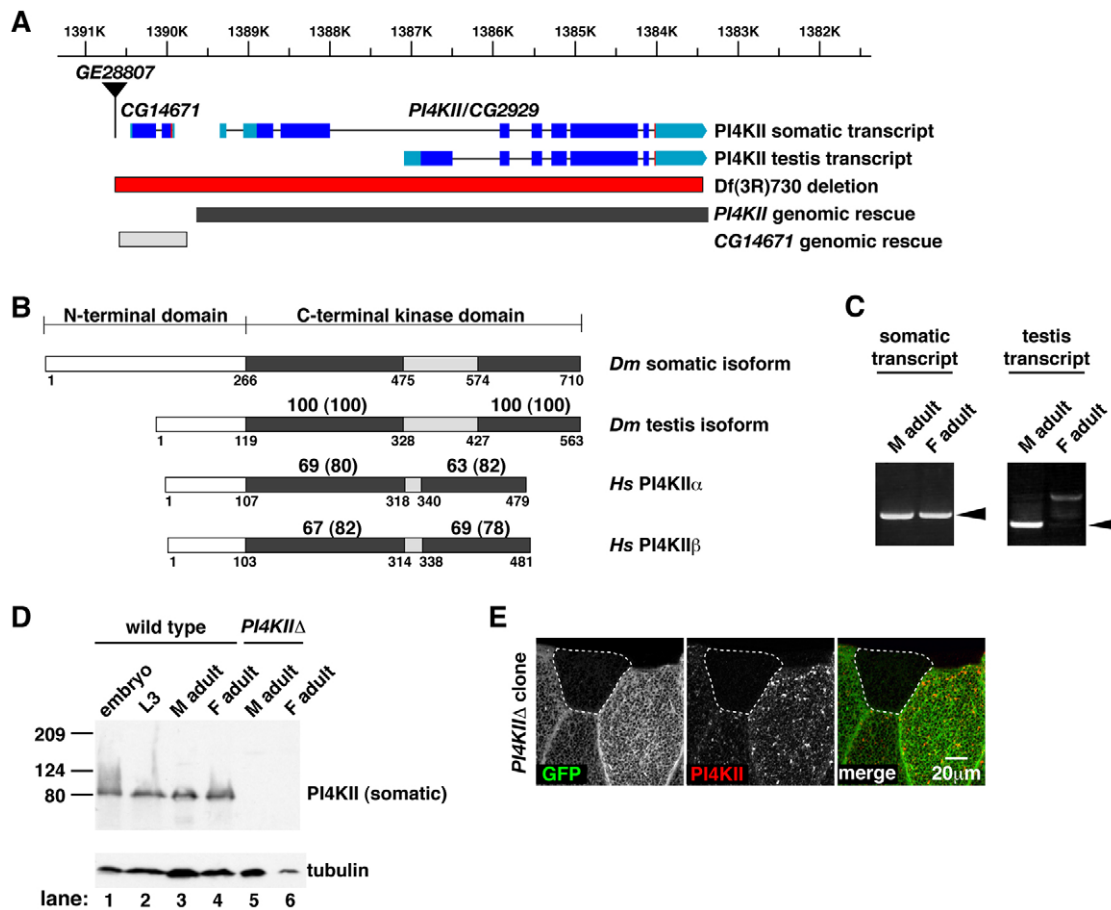 A
1391K 1390K 1389K 1388K 1387K 1386K 1385K 1384K 1383K 1382K
GE28807
CG14671
PI4KII/CG2929
PI4KII somatic transcript
PI4KII testis transcript
Df(3R)730 deletion
PI4KII genomic rescue
CG14671 genomic rescue
B
N-terminal domain C-terminal kinase domain
Dm somatic isoform
1 266 475 574 710
100 (100) 100 (100)
Dm testis isoform
1 119 328 427 563
69 (80) 63 (82)
Hs PI4KIIα
1 107 318 340 479
67 (82) 69 (78)
Hs PI4KIIβ
1 103 314 338 481
C
somatic transcript
testis transcript
M adult
F adult
M adult
F adult
D
wild type PI4KIIΔ
embryo
L3
M adult
F adult
M adult
F adult
209
124
80
PI4KII (somatic)
tubulin
lane: 1 2 3 4 5 6
E
PI4KIIΔ clone
GFP
PI4KII
merge
20μm